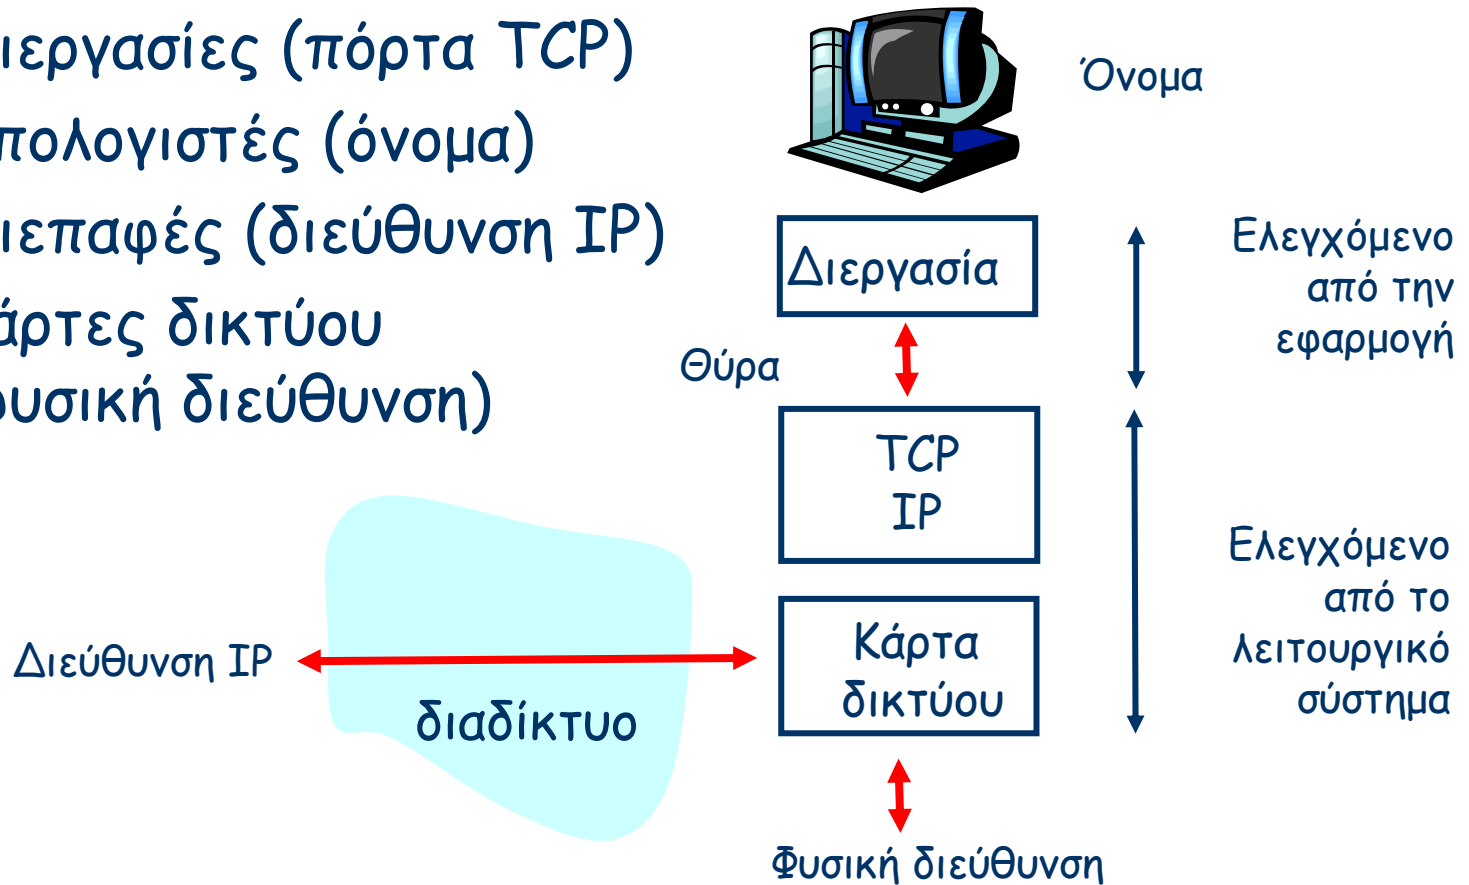 ιεργασίες (πόρτα TCP)
πολογιστές (όνομα)
ιεπαφές (διεύθυνση IP)
άρτες δικτύου
υσική διεύθυνση)
Όνομα
Διεργασία
Ελεγχόμενο
από την
εφαρμογή
Θύρα
TCP
IP
Ελεγχόμενο
από το
λειτουργικό
σύστημα
Κάρτα
δικτύου
Διεύθυνση IP
διαδίκτυο
Φυσική διεύθυνση